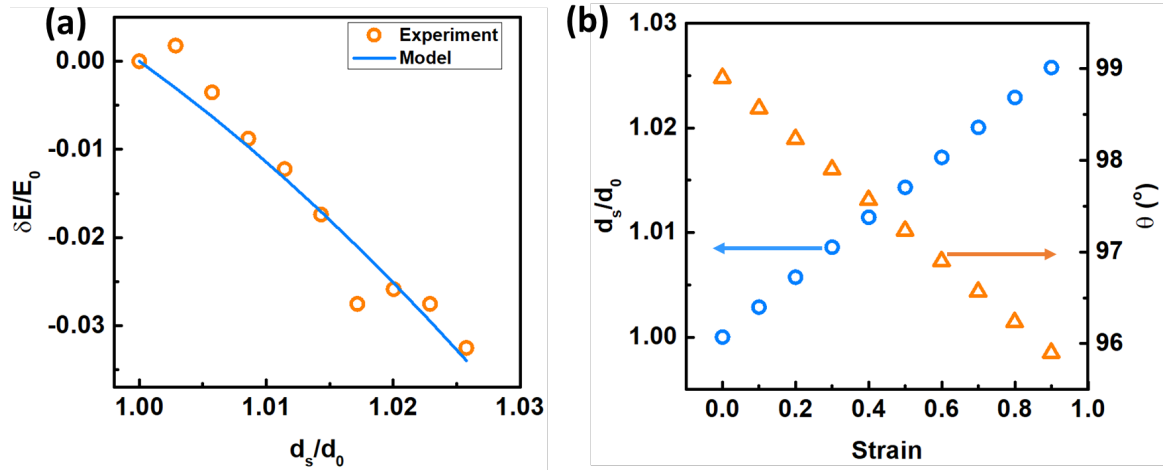 (a)
Experiment
Model
0.00
-0.01
-0.02
-0.03
δE/E₀
1.00
1.01
1.02
1.03
dₛ/d₀
(b)
1.03
1.02
1.01
1.00
dₛ/d₀
99
98
97
96
θ (°)
0.0
0.2
0.4
0.6
0.8
1.0
Strain